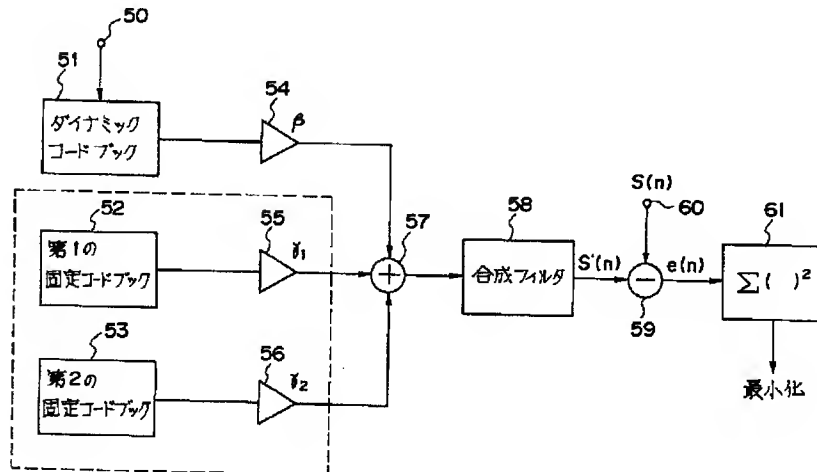 50
51
ダイナミック
コードブック
54
β
52
第1の
固定コードブック
55
γ1
57
+
58
合成フィルタ
S'(n)
S(n)
60
−
59
e(n)
61
Σ( )²
最小化
53
第2の
固定コードブック
56
γ2